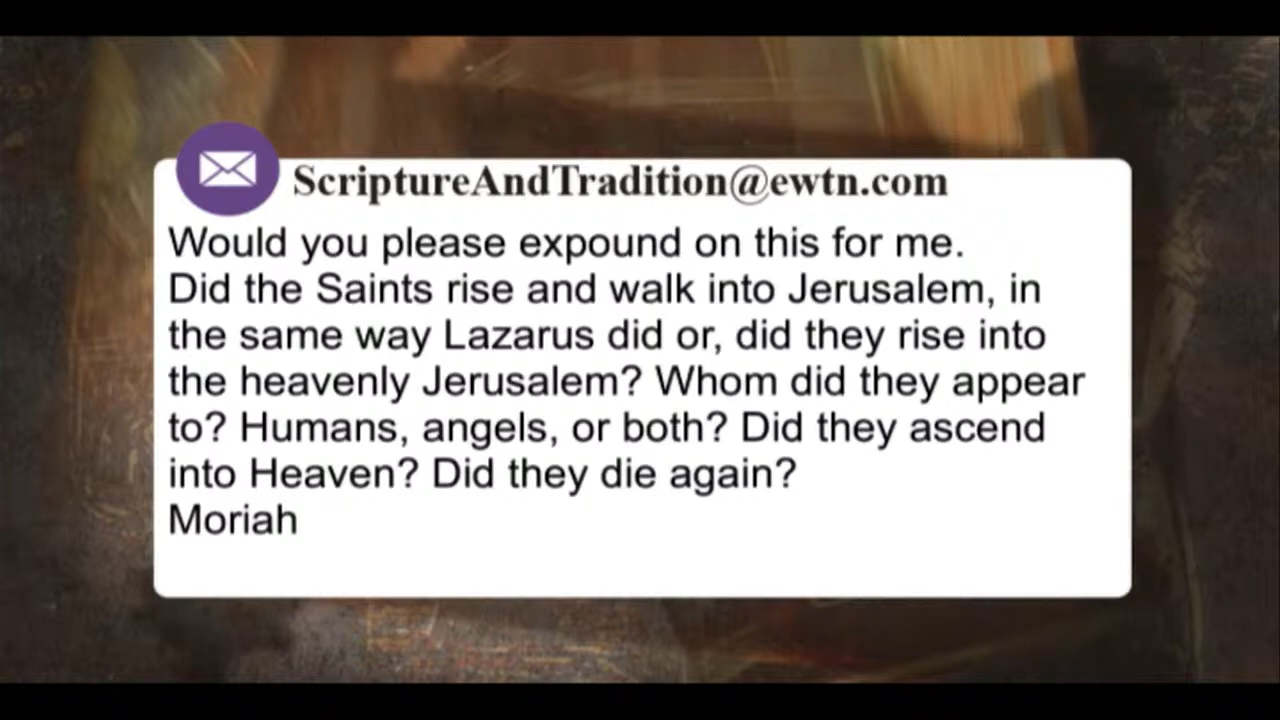 ScriptureAndTradition@ewtn.com
Would you please expound on this for me.
Did the Saints rise and walk into Jerusalem, in
the same way Lazarus did or, did they rise into
the heavenly Jerusalem? Whom did they appear
to? Humans, angels, or both? Did they ascend
into Heaven? Did they die again?
Moriah